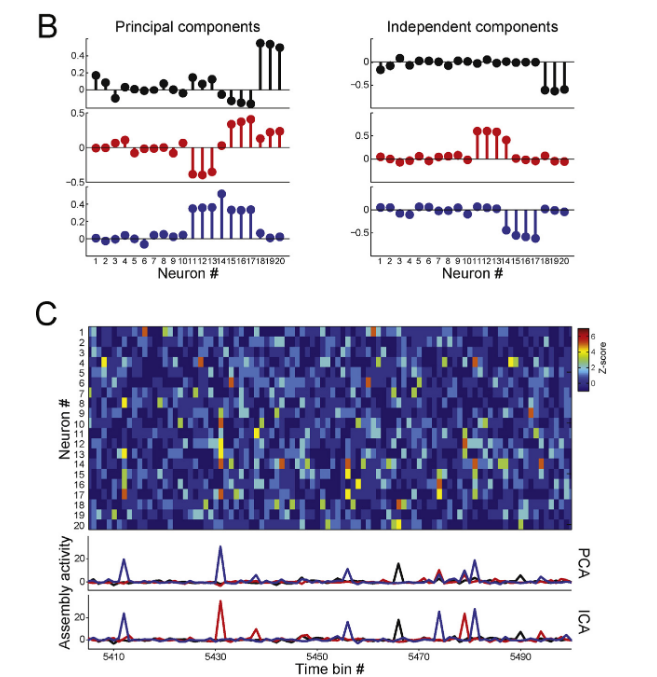 B
Principal components
Independent components
0.4
0.2
0
0
−0.5
0.5
0
−0.5
0.5
0
0.4
0.2
0
0
−0.5
1 2 3 4 5 6 7 8 9 10 11 12 13 14 15 16 17 18 19 20
1 2 3 4 5 6 7 8 9 10 11 12 13 14 15 16 17 18 19 20
Neuron #
Neuron #
C
Neuron #
1
2
3
4
5
6
7
8
9
10
11
12
13
14
15
16
17
18
19
20
6
4
2
0
Z-score
Assembly activity
20
0
PCA
20
0
ICA
5410 5430 5450 5470 5490
Time bin #